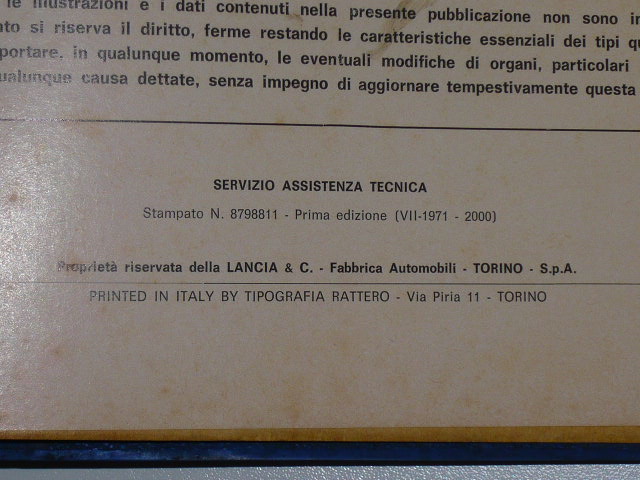 le illustrazioni e i dati contenuti nella presente pubblicazione non sono
si riserva il diritto, ferme restando le caratteristiche essenziali dei tipi
portare. in qualunque momento, le eventuali modifiche di organi, particolari
qualunque causa dettate, senza impegno di aggiornare tempestivamente questa
SERVIZIO ASSISTENZA TECNICA
Stampato N. 8798811 - Prima edizione (VII-1971 - 2000)
Proprietà riservata della LANCIA & C. - Fabbrica Automobili - TORINO - S.p.A.
PRINTED IN ITALY BY TIPOGRAFIA RATTERO - Via Piria 11 - TORINO